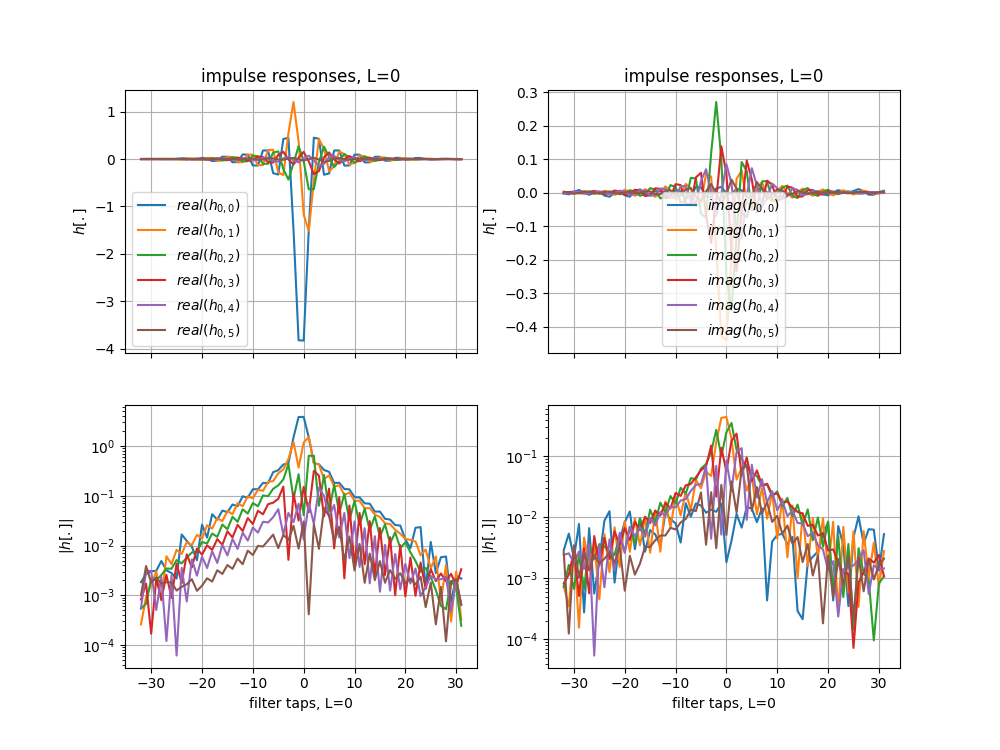 impulse responses, L=0
1
0
−1
−2
−3
−4
h[.]
real(h0,0)
real(h0,1)
real(h0,2)
real(h0,3)
real(h0,4)
real(h0,5)
impulse responses, L=0
0.3
0.2
0.1
0.0
−0.1
−0.2
−0.3
−0.4
h[.]
imag(h0,0)
imag(h0,1)
imag(h0,2)
imag(h0,3)
imag(h0,4)
imag(h0,5)
10^0
10^−1
10^−2
10^−3
10^−4
|h[.]|
−30 −20 −10 0 10 20 30
filter taps, L=0
10^−1
10^−2
10^−3
10^−4
|h[.]|
−30 −20 −10 0 10 20 30
filter taps, L=0